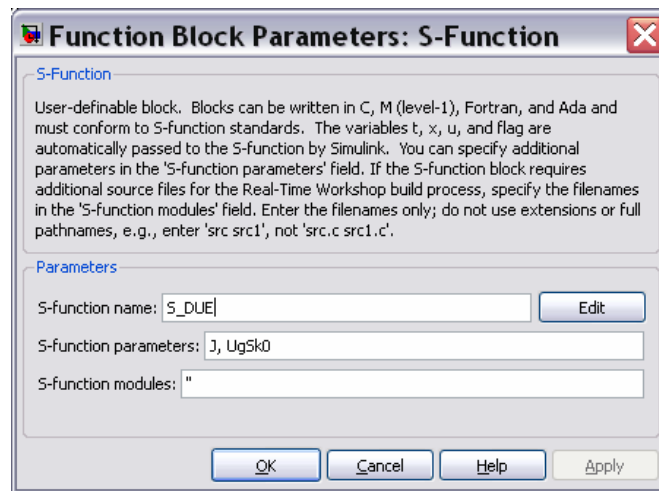 Function Block Parameters: S-Function
S-Function
User-definable block.  Blocks can be written in C, M (level-1), Fortran, and Ada and
must conform to S-function standards.  The variables t, x, u, and flag are
automatically passed to the S-function by Simulink.  You can specify additional
parameters in the 'S-function parameters' field. If the S-function block requires
additional source files for the Real-Time Workshop build process, specify the filenames
in the 'S-function modules' field. Enter the filenames only; do not use extensions or full
pathnames, e.g., enter 'src src1', not 'src.c src1.c'.
Parameters
S-function name: S_DUE Edit
S-function parameters: J, UgSk0
S-function modules: ''
OK Cancel Help Apply